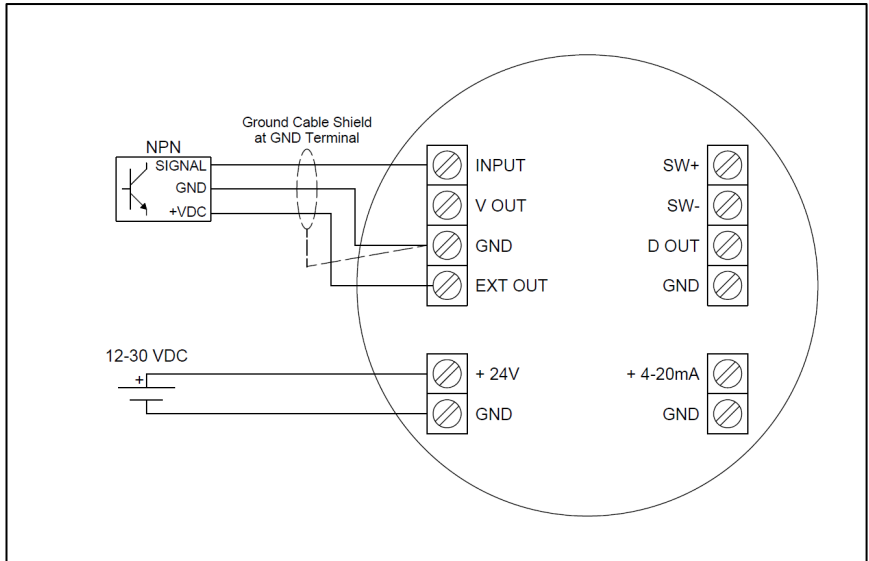 Ground Cable Shield
at GND Terminal
NPN
SIGNAL
GND
+VDC
INPUT
V OUT
GND
EXT OUT
SW+
SW-
D OUT
GND
12-30 VDC
+
+ 24V
GND
+ 4-20mA
GND